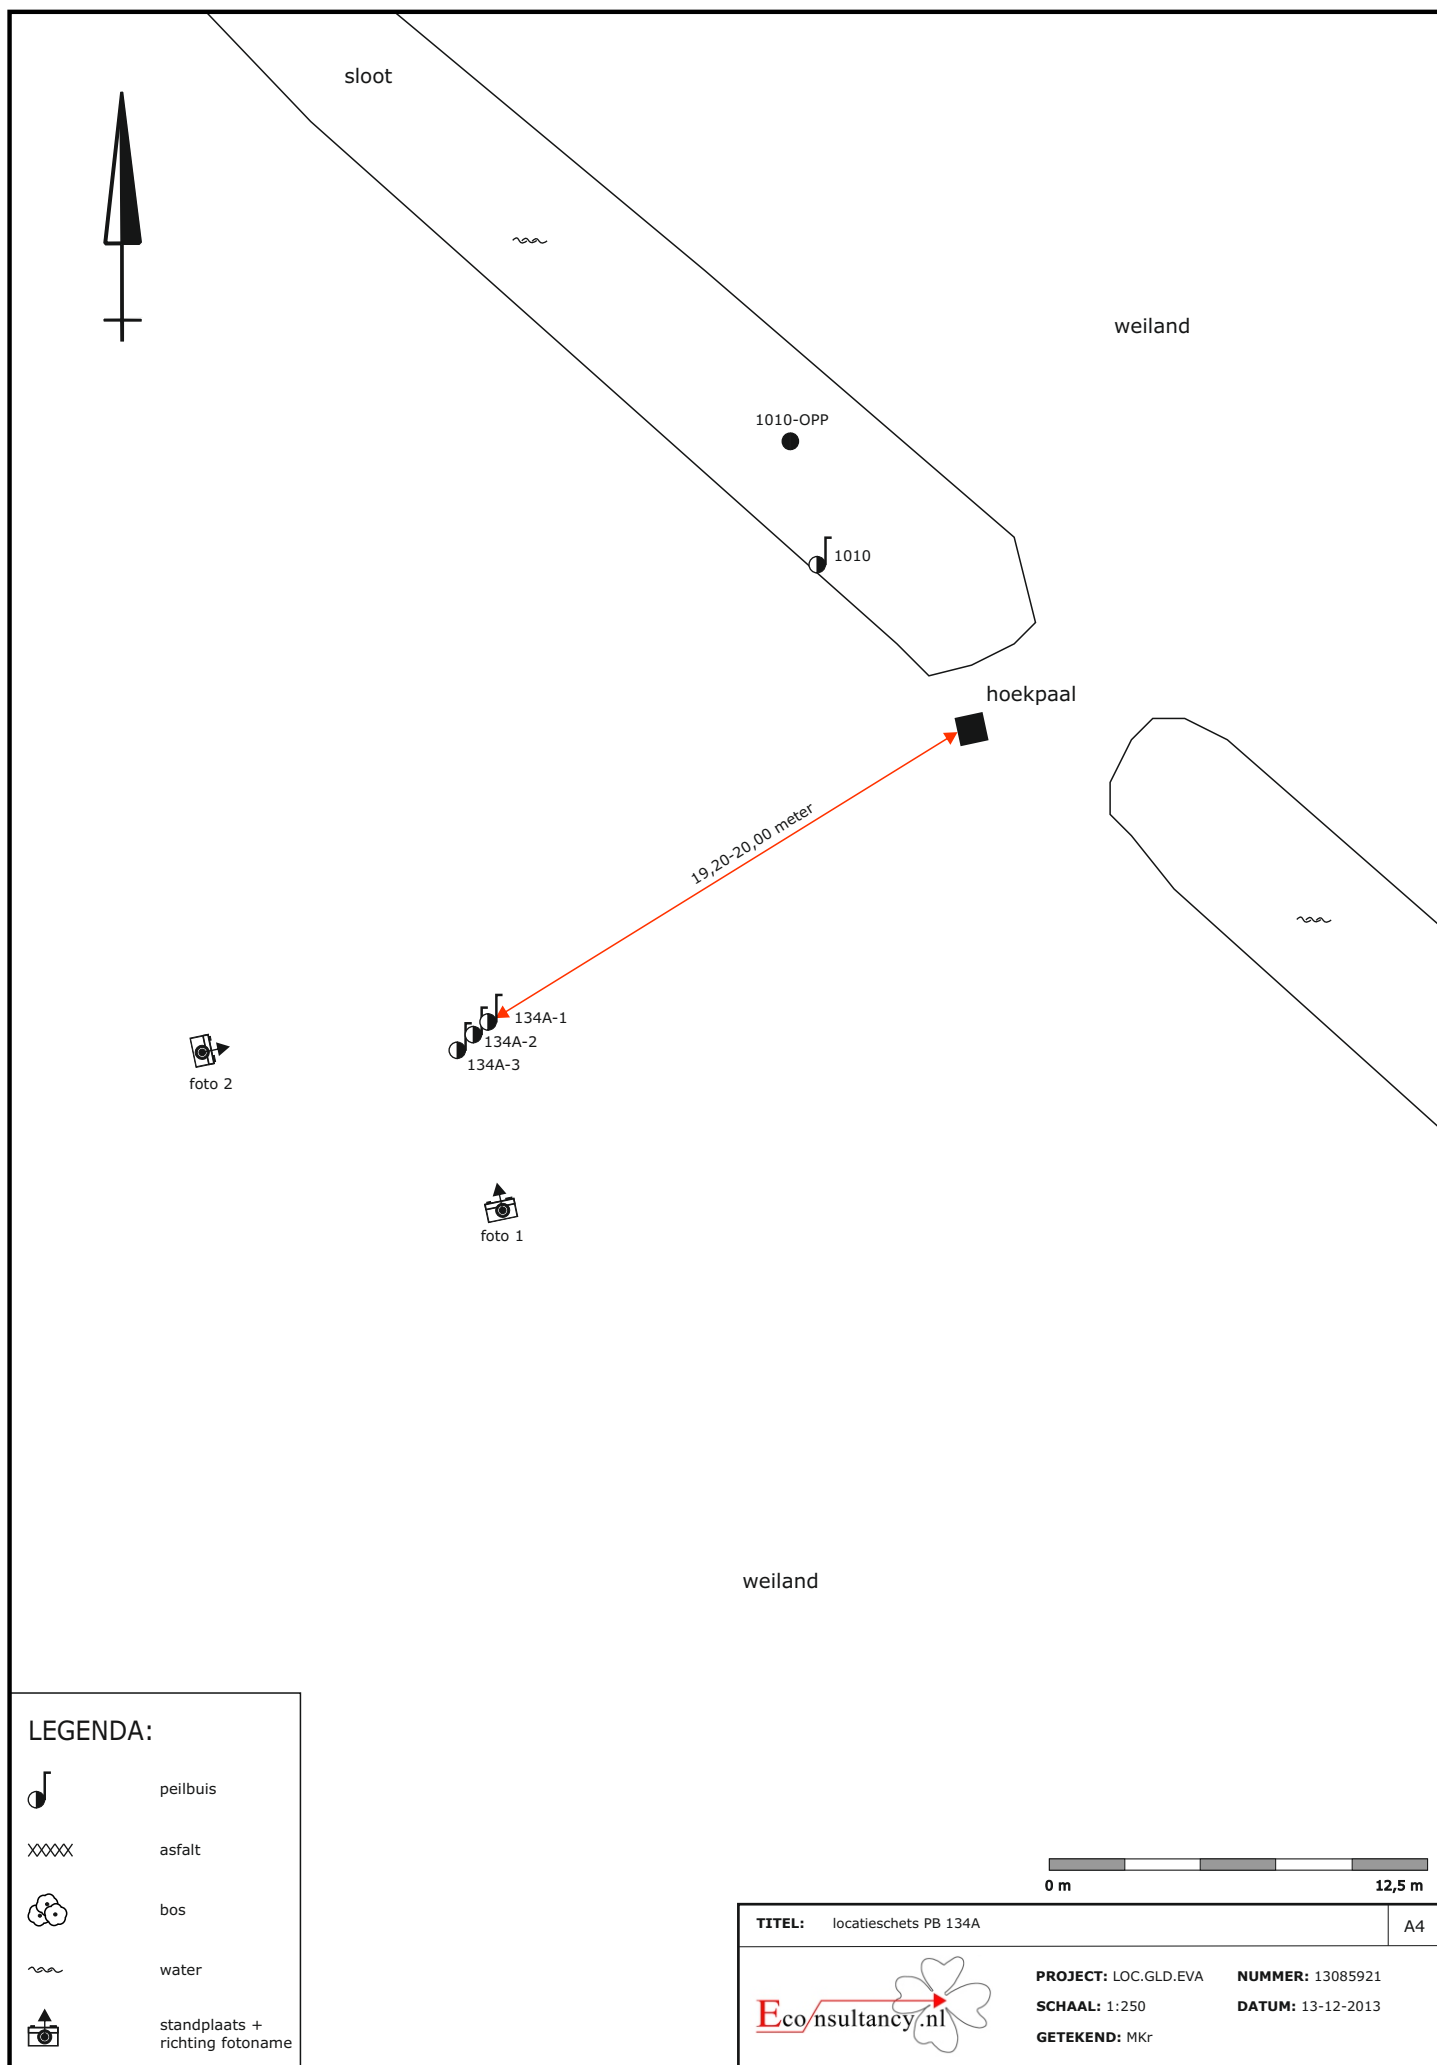 sloot
weiland
1010-OPP
1010
hoekpaal
19,20-20,00 meter
134A-1
134A-2
134A-3
foto 2
foto 1
weiland
LEGENDA:
peilbuis
asfalt
bos
water
standplaats +
richting fotoname
0 m 12,5 m
TITEL: locatieschets PB 134A A4
Econsultancy.nl
PROJECT: LOC.GLD.EVA NUMMER: 13085921
SCHAAL: 1:250 DATUM: 13-12-2013
GETEKEND: MKr